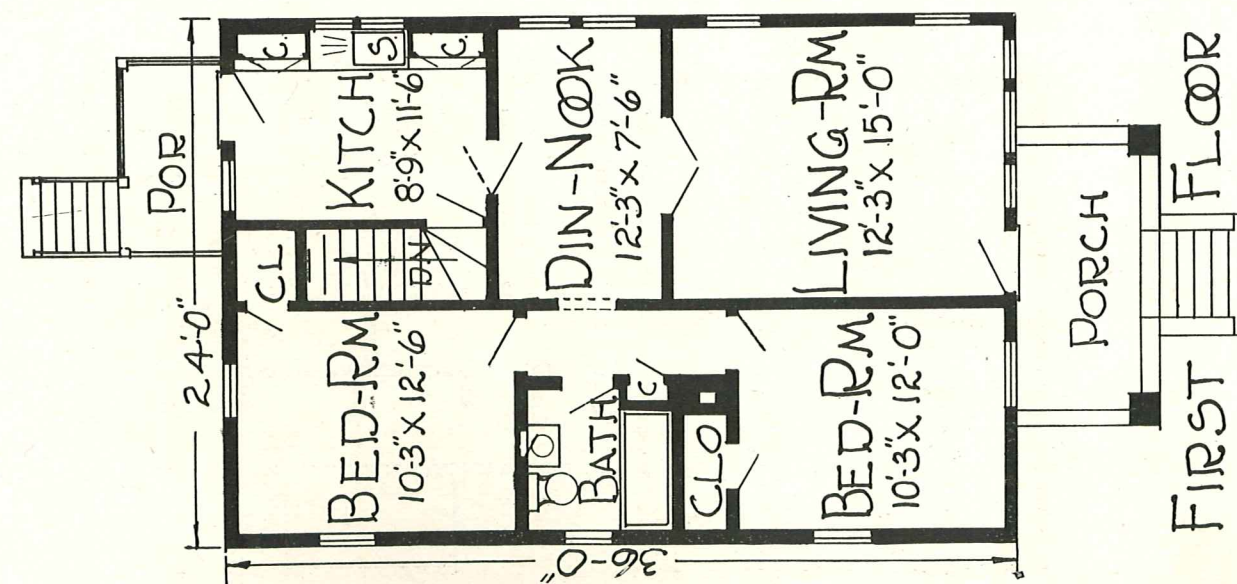 24'-0"
36-0"
POR
C.
S.
C.
KITCH
8'-9" X 11'-6"
CL
DN
DIN-NOOK
12'-3" X 7'-6"
LIVING-RM
12'-3" X 15'-0"
BED-RM
10'-3" X 12'-6"
BATH
C
CLO
BED-RM
10'-3" X 12'-0"
PORCH
FIRST FLOOR